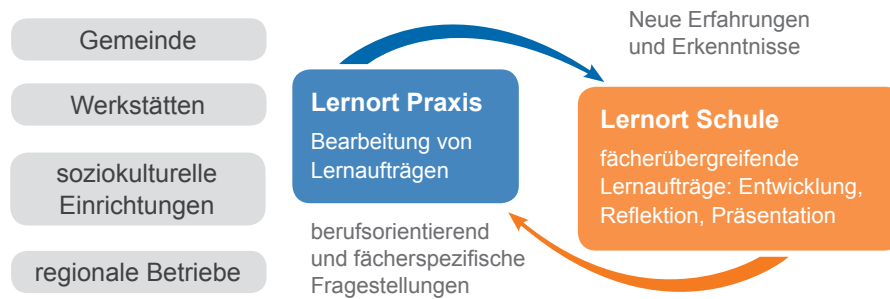 Gemeinde
Werkstätten
soziokulturelle
Einrichtungen
regionale Betriebe
Lernort Praxis
Bearbeitung von
Lernaufträgen
berufsorientierend
und fächerspezifische
Fragestellungen
Neue Erfahrungen
und Erkenntnisse
Lernort Schule
fächerübergreifende
Lernaufträge: Entwicklung,
Reflektion, Präsentation